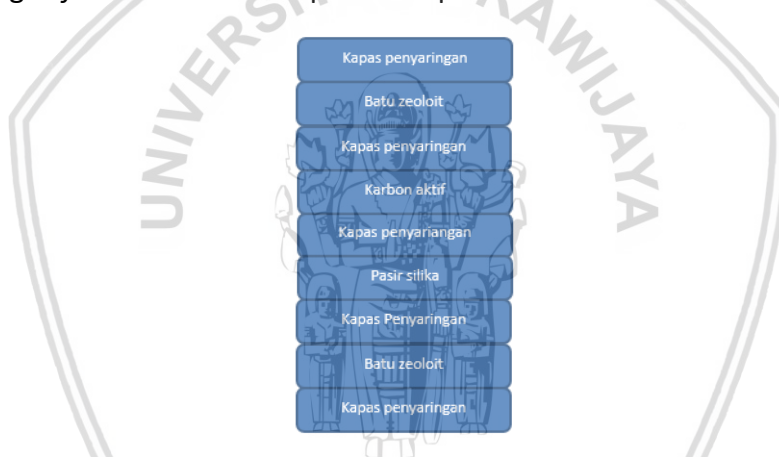 Kapas penyaringan
Batu zeoloit
Kapas penyaringan
Karbon aktif
Kapas penyariangan
Pasir silika
Kapas Penyaringan
Batu zeoloit
Kapas penyaringan